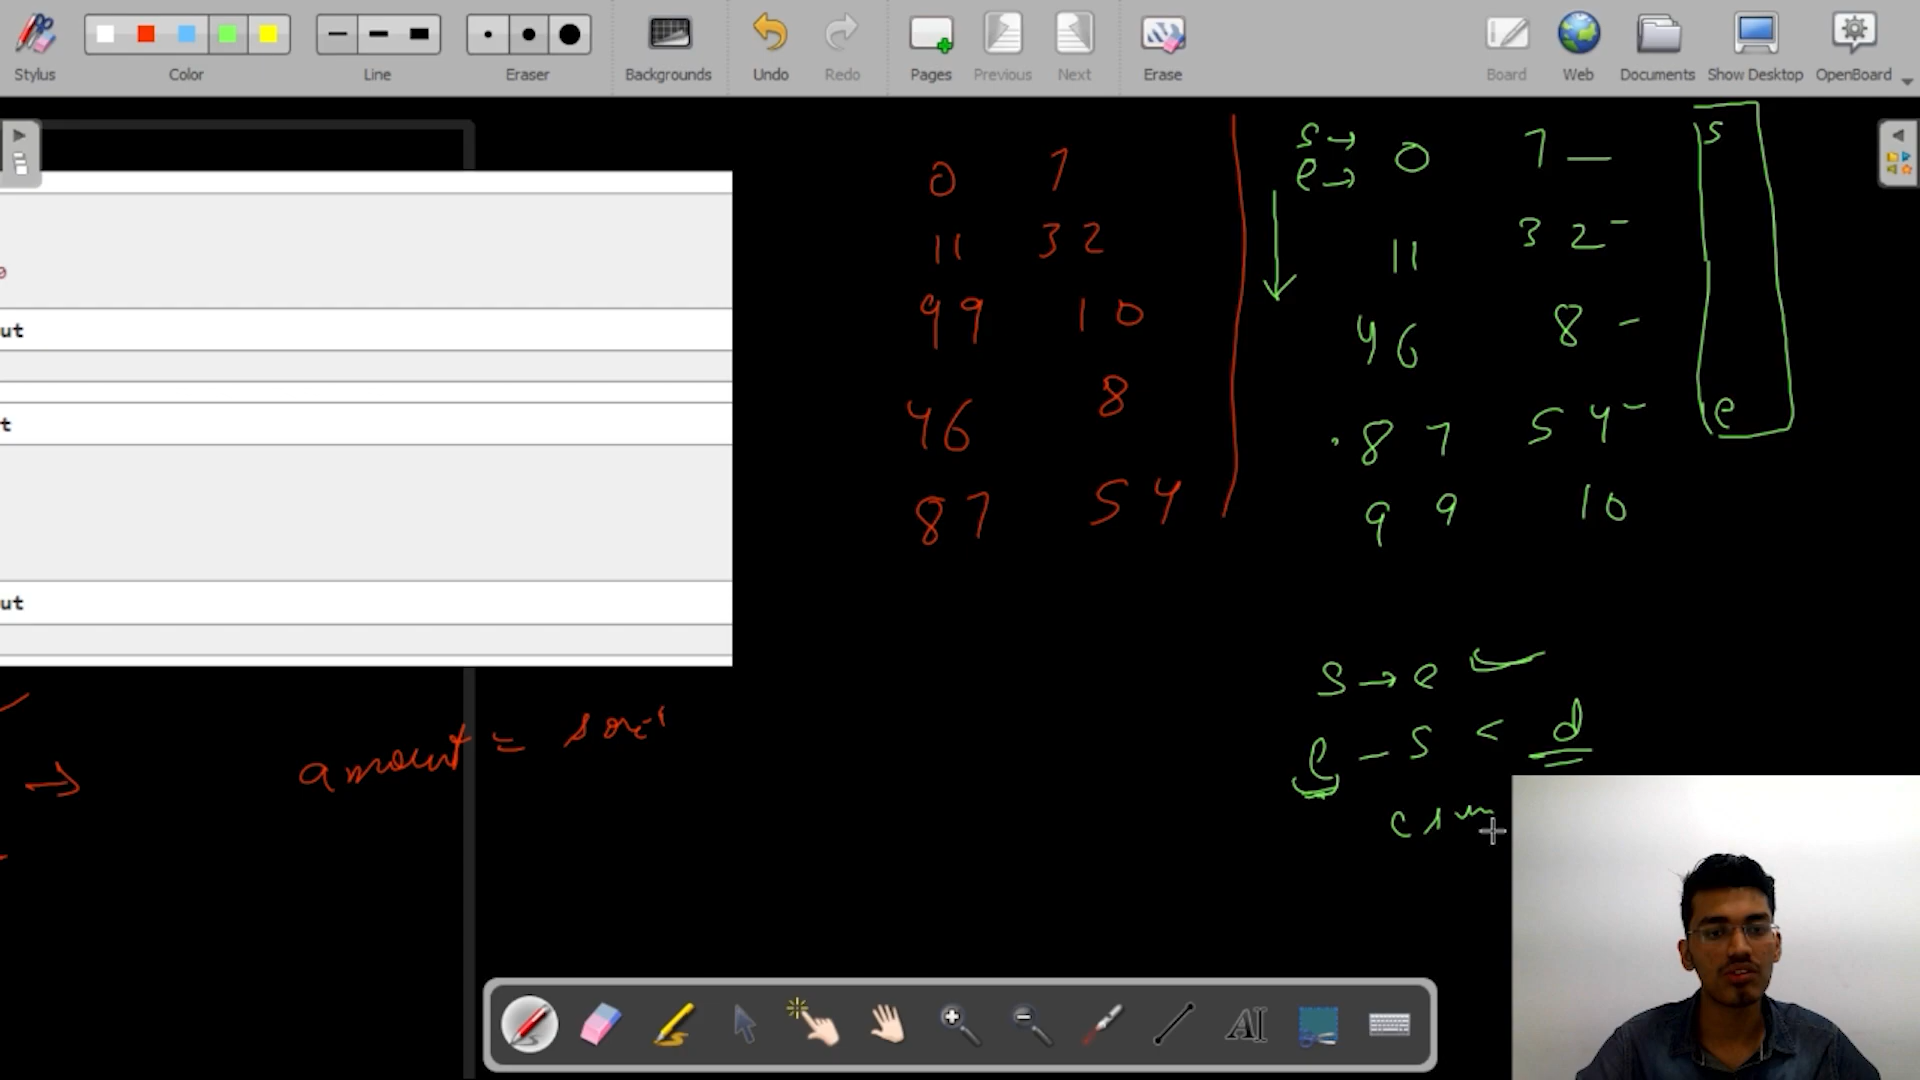 Stylus
Color
Line
Eraser
Backgrounds
Undo
Redo
Pages
Previous
Next
Erase
Board
Web
Documents
Show Desktop
OpenBoard
ut
t
ut
0 7
11 32
99 10
46 8
87 54
s→
e→
0 7 —
11 32 -
46 8 -
87 54 -
99 10
s
e
s → e
e - s < d
amount =
→
AI